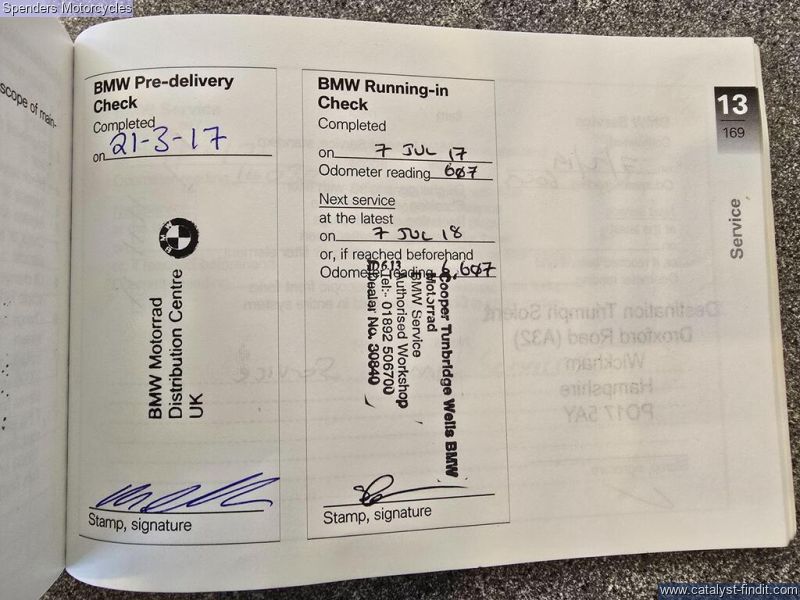 Spenders Motorcycles
scope of main-
BMW Pre-delivery
Check
Completed
on 21-3-17
BMW Motorrad
Distribution Centre
UK
Stamp, signature
BMW Running-in
Check
Completed
on 7 JUL 17
Odometer reading 607
Next service
at the latest
on 7 JUL 18
or, if reached beforehand
Odometer reading 6,607
Cooper Tunbridge Wells BMW
Motorrad
BMW Service
Authorised Workshop
Tel:- 01892 506700
Dealer No. 30840
Stamp, signature
13
169
Service
Destination Triumph Solent
Droxford Road (A32)
Wickham
Hampshire
PO17 5AY
www.catalyst-findit.com